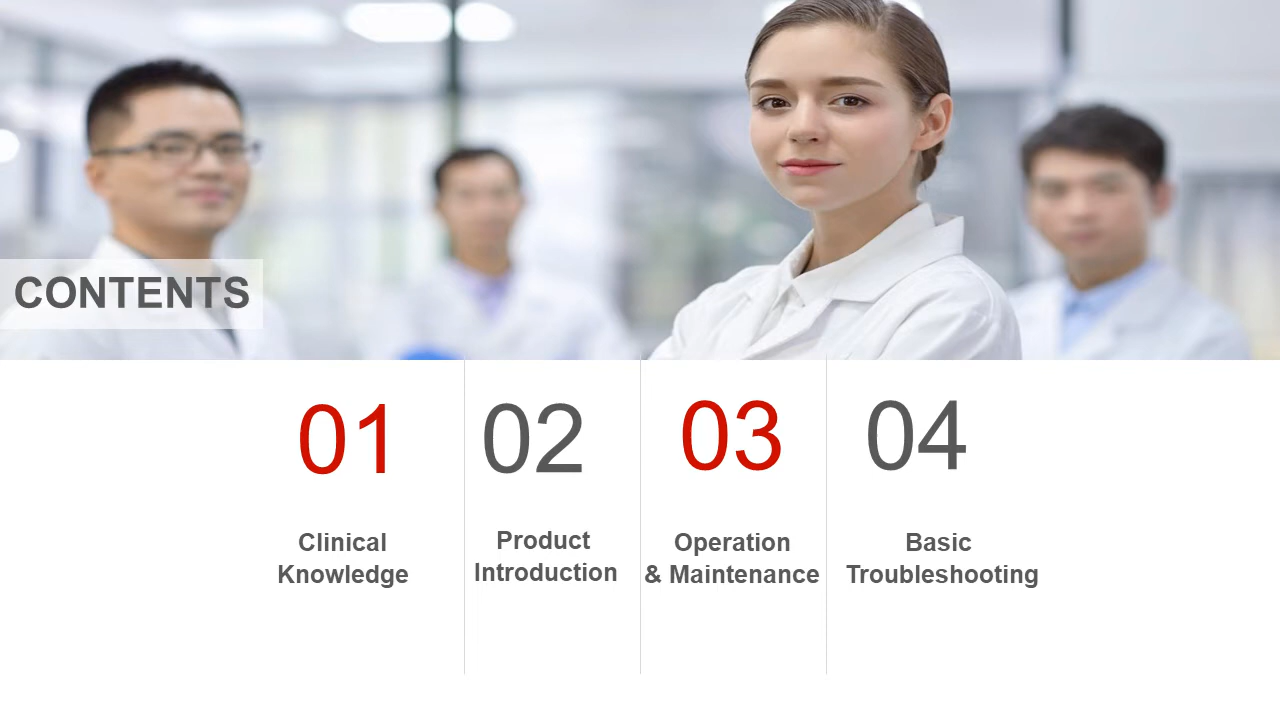 CONTENTS
01
Clinical
Knowledge
02
Product
Introduction
03
Operation
& Maintenance
04
Basic
Troubleshooting